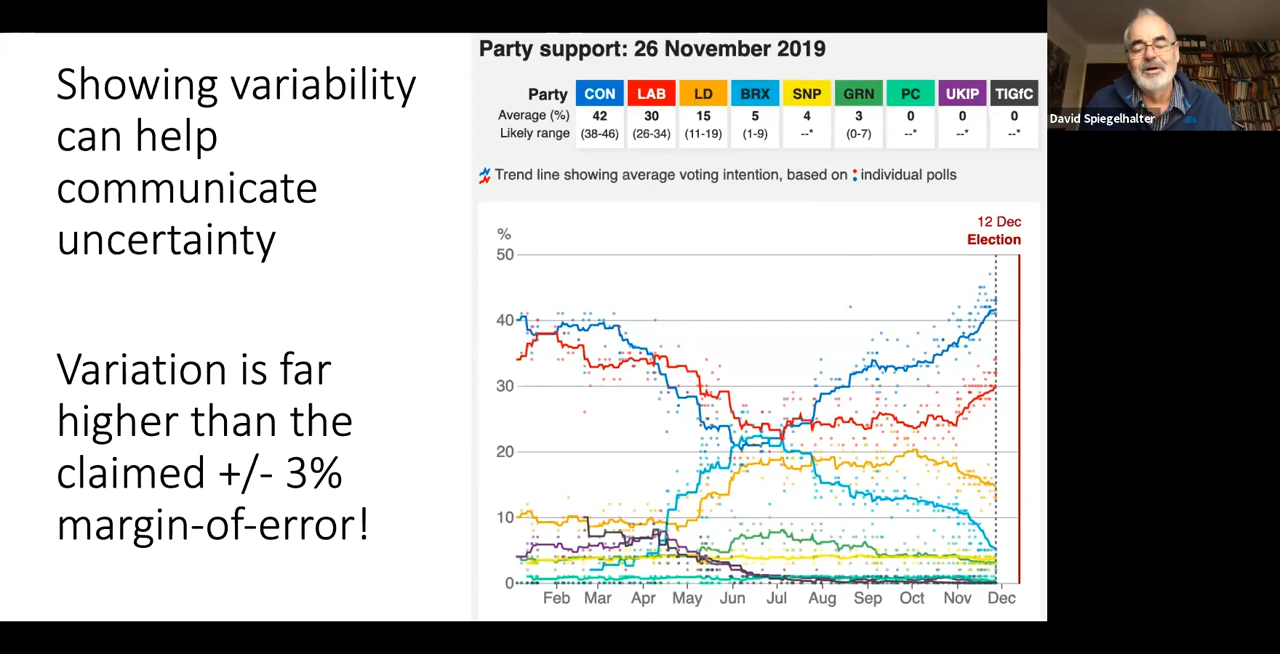 Showing variability
can help
communicate
uncertainty
Variation is far
higher than the
claimed +/- 3%
margin-of-error!
Party support: 26 November 2019
Party CON LAB LD BRX SNP GRN PC UKIP TIGfC
Average (%) 42 30 15 5 4 3 0 0 0
Likely range (38-46) (26-34) (11-19) (1-9) --* (0-7) --* --* --*
Trend line showing average voting intention, based on individual polls
12 Dec
Election
%
50
40
30
20
10
0
Feb Mar Apr May Jun Jul Aug Sep Oct Nov Dec
David Spiegelhalter